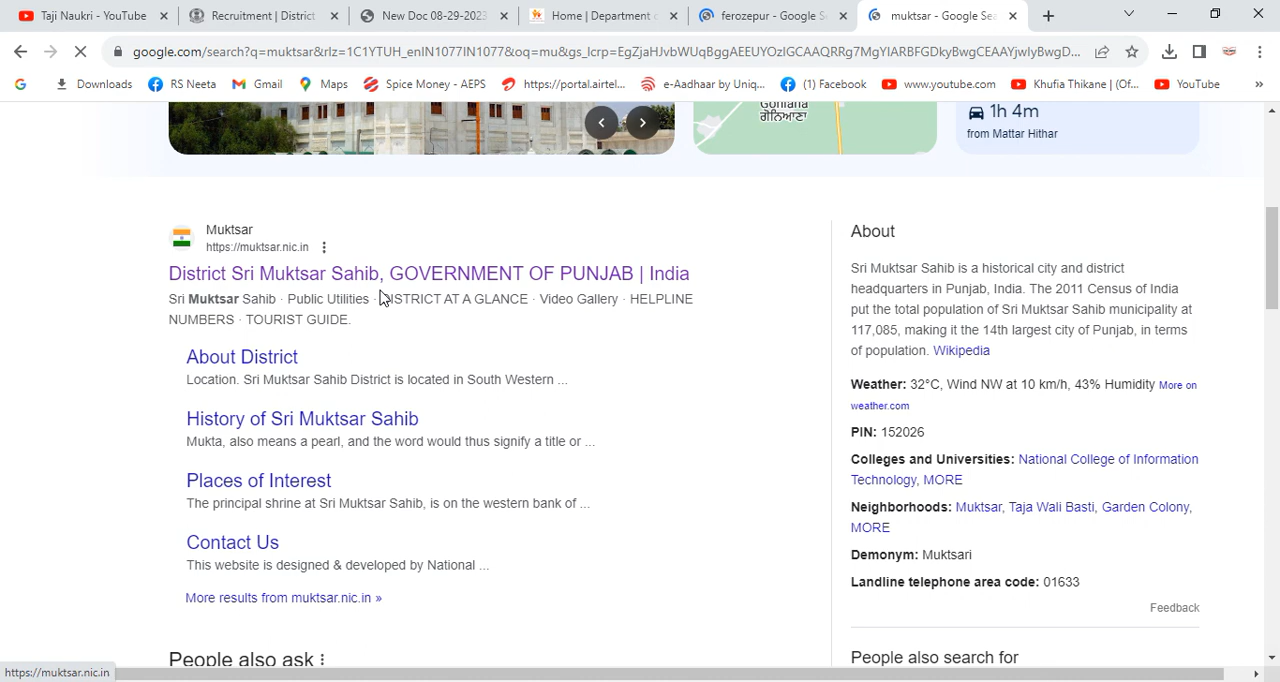 Taji Naukri - YouTube
Recruitment | District
New Doc 08-29-2023
Home | Department
ferozepur - Google Se
muktsar - Google Sea
google.com/search?q=muktsar&rlz=1C1YTUH_enIN1077IN1077&oq=mu&gs_lcrp=EgZjaHJvbWUqBggAEEUYOzIGCAAQRRg7MgYIARBFGDkyBwgCEAAYjwIyBwgD...
Downloads
RS Neeta
Gmail
Maps
Spice Money - AEPS
https://portal.airtel...
e-Aadhaar by Uniq...
(1) Facebook
www.youtube.com
Khufia Thikane | (Of...
YouTube
»
Goniana
ਗੋਨਿਆਣਾ
1h 4m
from Mattar Hithar
Muktsar
https://muktsar.nic.in
District Sri Muktsar Sahib, GOVERNMENT OF PUNJAB | India
Sri Muktsar Sahib · Public Utilities · DISTRICT AT A GLANCE · Video Gallery · HELPLINE
NUMBERS · TOURIST GUIDE.
About District
Location. Sri Muktsar Sahib District is located in South Western ...
History of Sri Muktsar Sahib
Mukta, also means a pearl, and the word would thus signify a title or ...
Places of Interest
The principal shrine at Sri Muktsar Sahib, is on the western bank of ...
Contact Us
This website is designed & developed by National ...
More results from muktsar.nic.in »
People also ask
About
Sri Muktsar Sahib is a historical city and district
headquarters in Punjab, India. The 2011 Census of India
put the total population of Sri Muktsar Sahib municipality at
117,085, making it the 14th largest city of Punjab, in terms
of population. Wikipedia
Weather: 32°C, Wind NW at 10 km/h, 43% Humidity More on
weather.com
PIN: 152026
Colleges and Universities: National College of Information
Technology, MORE
Neighborhoods: Muktsar, Taja Wali Basti, Garden Colony,
MORE
Demonym: Muktsari
Landline telephone area code: 01633
Feedback
People also search for
https://muktsar.nic.in